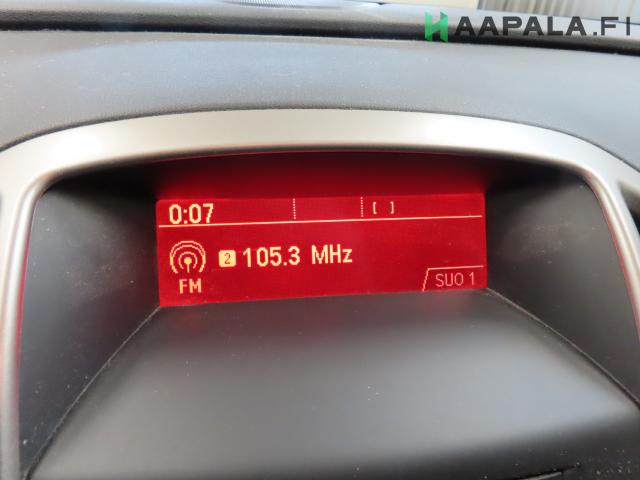 HAAPALA.FI
0:07 [ ]
2 105.3 MHz
FM
SUO 1